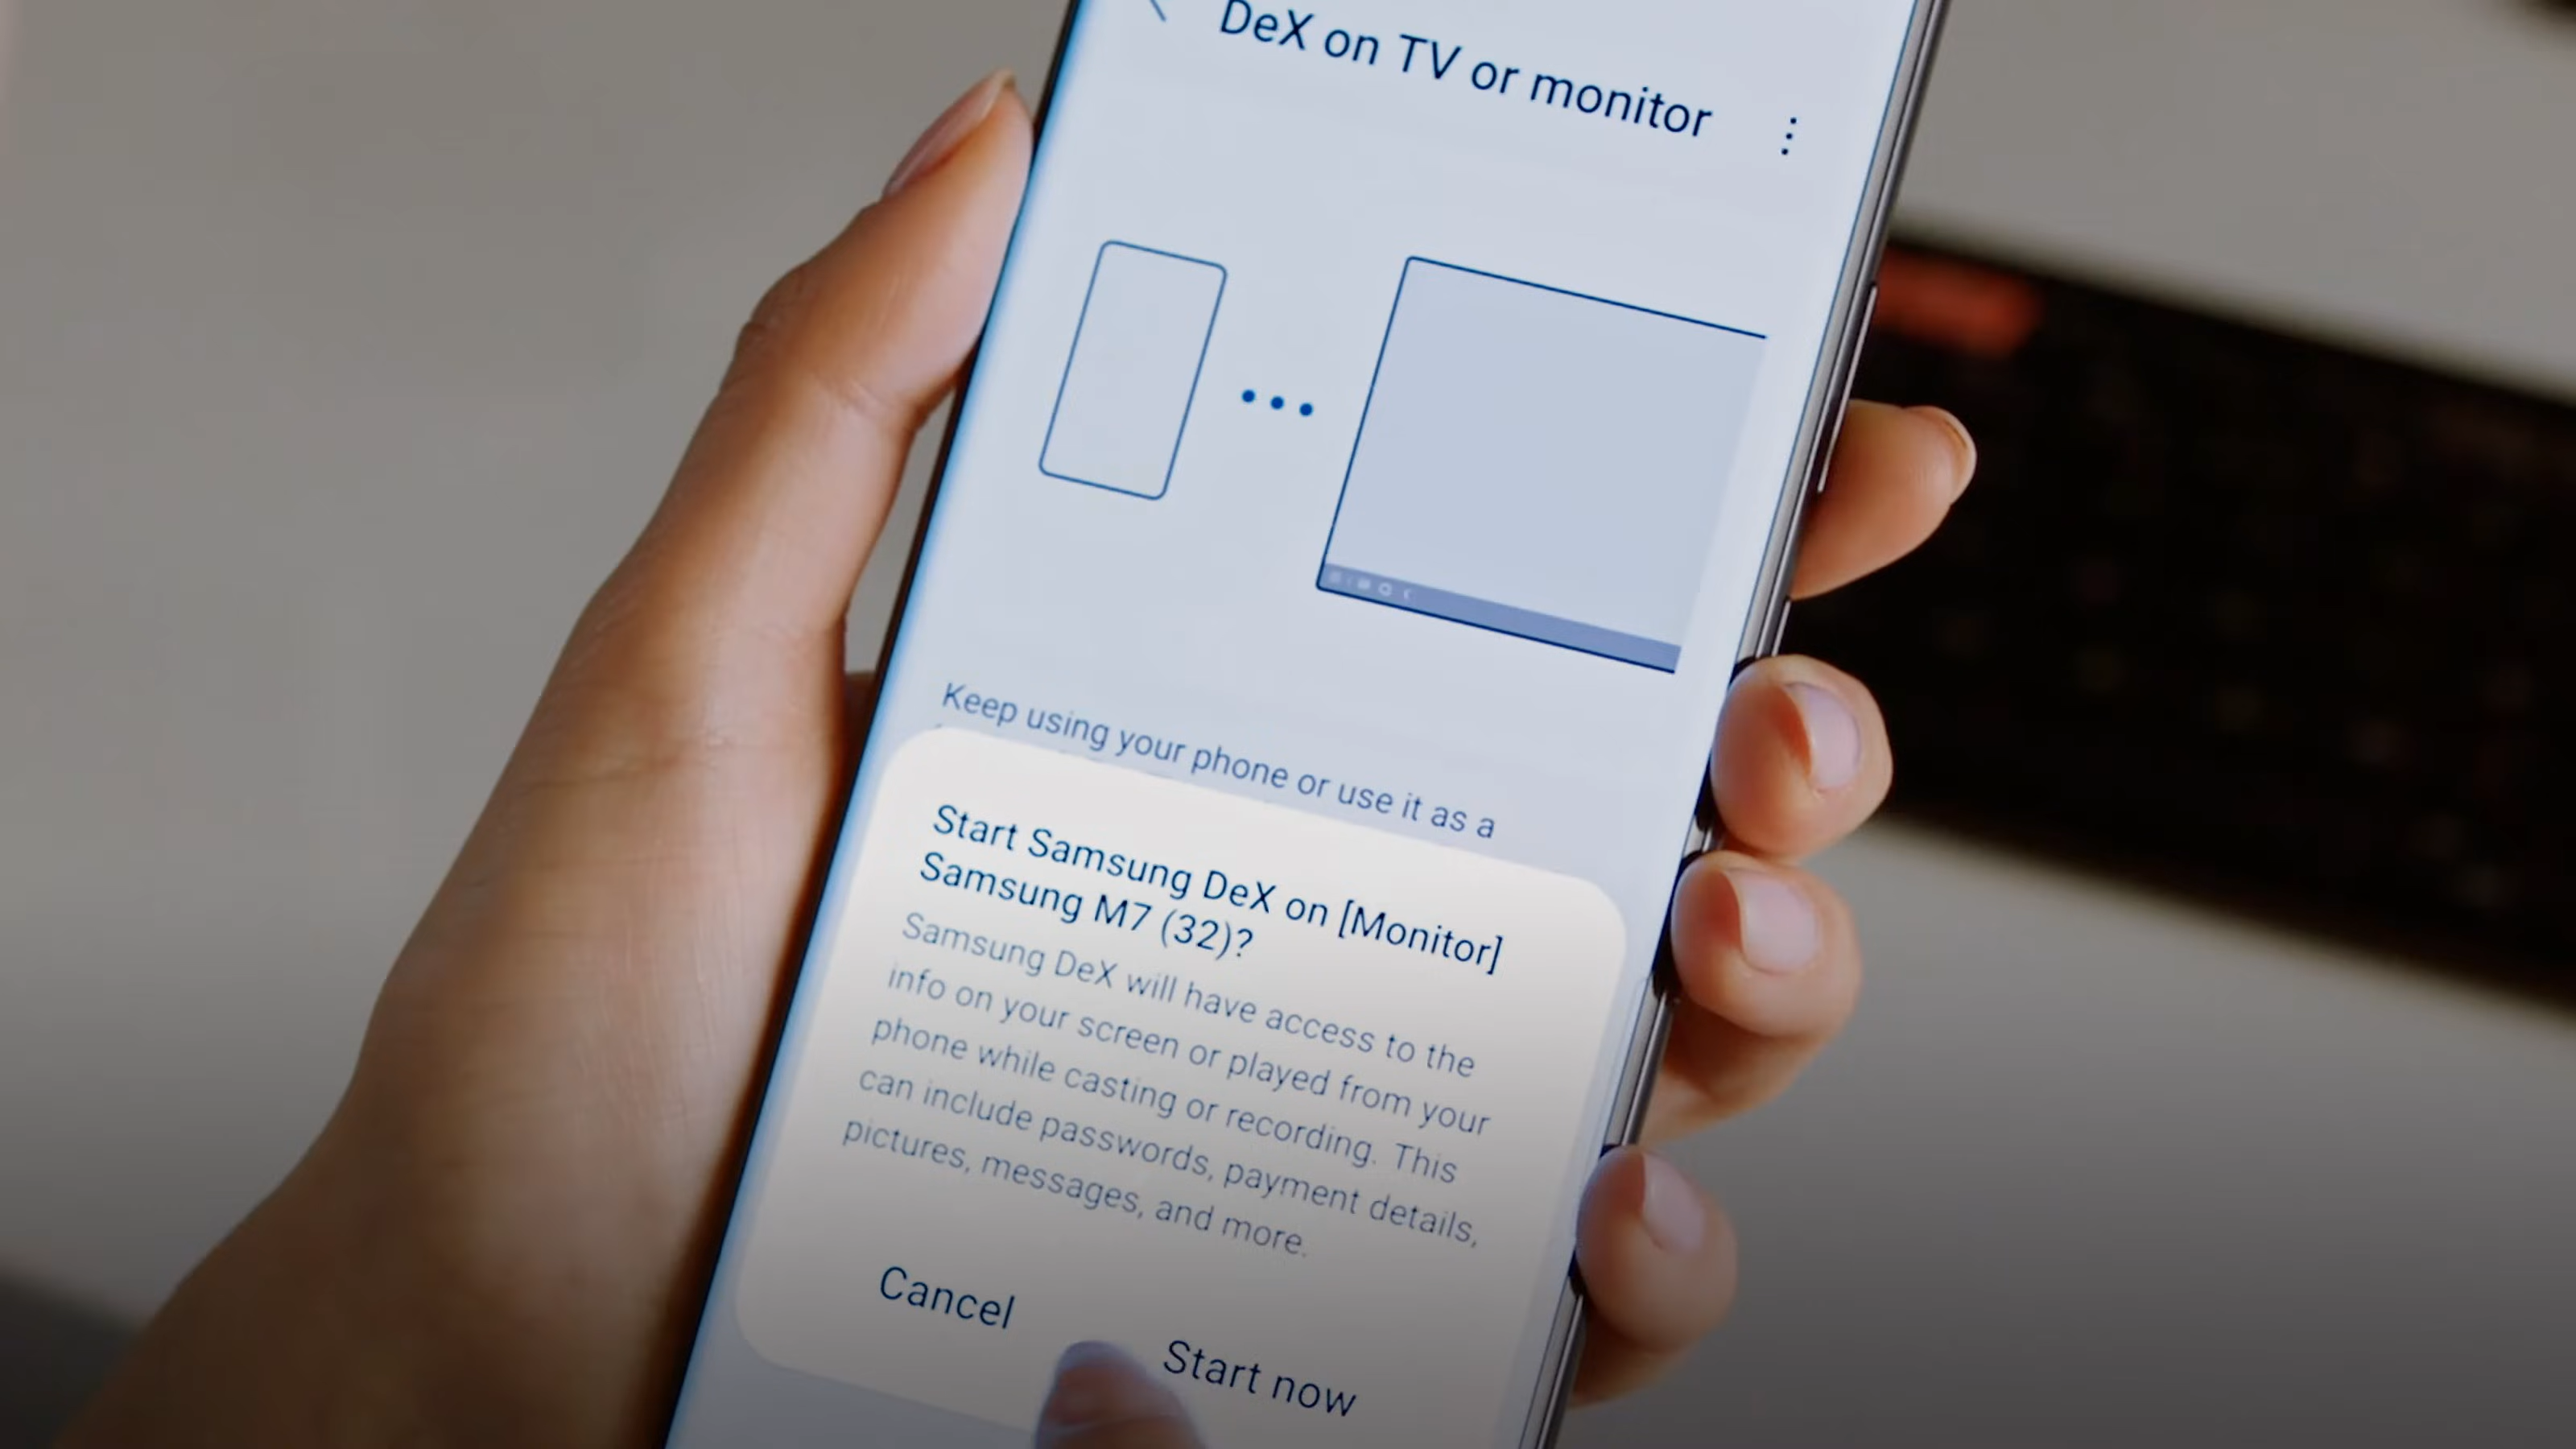 DeX on TV or monitor
Keep using your phone or use it as a
Start Samsung DeX on [Monitor]
Samsung M7 (32)?
Samsung DeX will have access to the
info on your screen or played from your
phone while casting or recording. This
can include passwords, payment details,
pictures, messages, and more.
Cancel
Start now